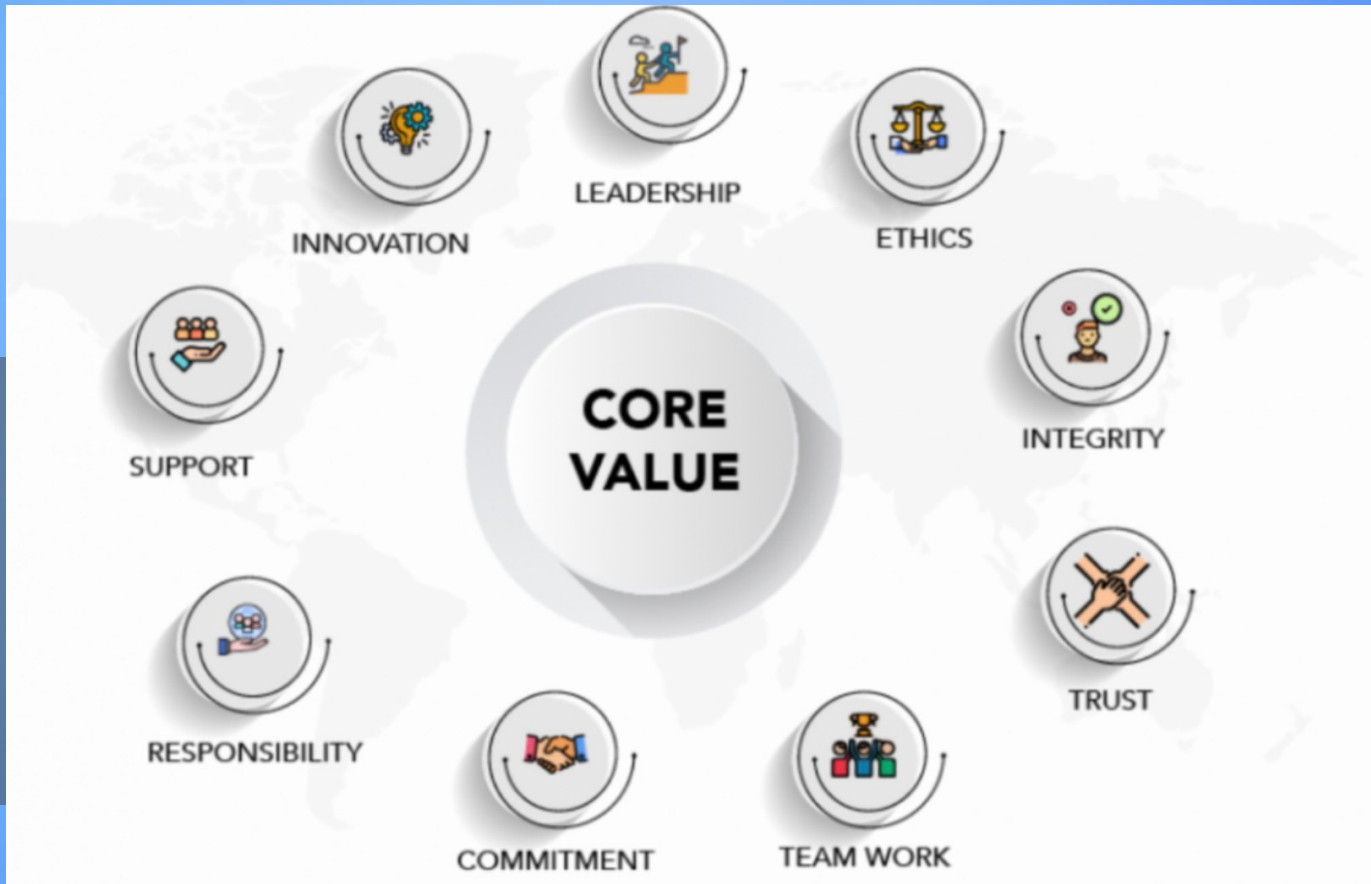 LEADERSHIP
INNOVATION
ETHICS
CORE
VALUE
INTEGRITY
SUPPORT
TRUST
RESPONSIBILITY
COMMITMENT
TEAM WORK